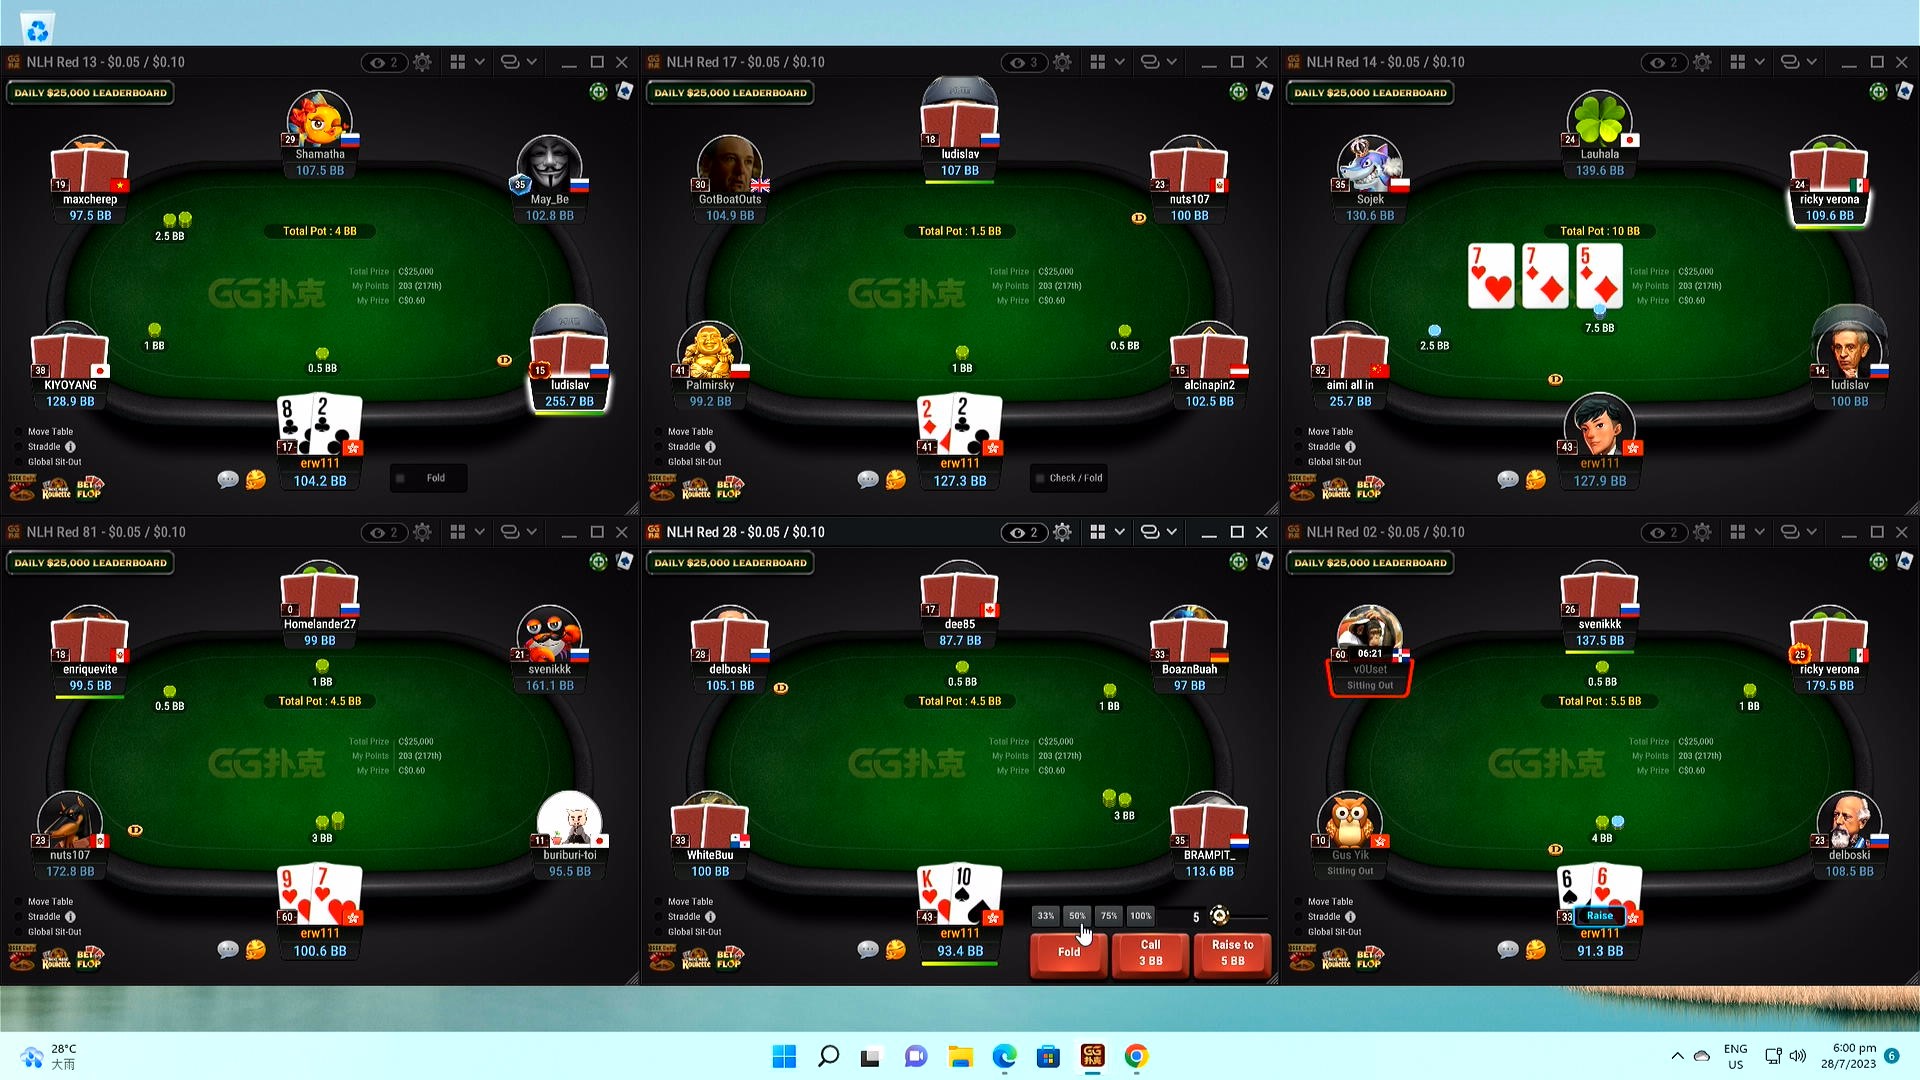 NLH Red 13 - $0.05 / $0.10
2
DAILY $25,000 LEADERBOARD
29
Shamatha
107.5 BB
19
maxcherep
97.5 BB
35
May_Be
102.8 BB
2.5 BB
Total Pot : 4 BB
Total Prize C$25,000
My Points 203 (217th)
My Prize C$0.60
GG扑克
1 BB
0.5 BB
D
38
KIYOYANG
128.9 BB
15
ludislav
255.7 BB
8 2
17
erw111
104.2 BB
Move Table
Straddle
Global Sit-Out
Roulette
BET FLOP
Fold
NLH Red 17 - $0.05 / $0.10
3
DAILY $25,000 LEADERBOARD
18
ludislav
107 BB
30
GotBoatOuts
104.9 BB
23
nuts107
100 BB
D
Total Pot : 1.5 BB
Total Prize C$25,000
My Points 203 (217th)
My Prize C$0.60
GG扑克
0.5 BB
1 BB
41
Palmirsky
99.2 BB
15
alcinapin2
102.5 BB
2 2
41
erw111
127.3 BB
Move Table
Straddle
Global Sit-Out
Roulette
BET FLOP
Check / Fold
NLH Red 14 - $0.05 / $0.10
2
DAILY $25,000 LEADERBOARD
24
Lauhala
139.6 BB
35
Sojek
130.6 BB
24
ricky verona
109.6 BB
Total Pot : 10 BB
7 7 5
Total Prize C$25,000
My Points 203 (217th)
My Prize C$0.60
7.5 BB
2.5 BB
D
82
aimi all in
25.7 BB
14
ludislav
100 BB
43
erw111
127.9 BB
Move Table
Straddle
Global Sit-Out
Roulette
BET FLOP
NLH Red 81 - $0.05 / $0.10
2
DAILY $25,000 LEADERBOARD
0
Homelander27
99 BB
18
enriquevite
99.5 BB
21
svenikkk
161.1 BB
1 BB
0.5 BB
Total Pot : 4.5 BB
Total Prize C$25,000
My Points 203 (217th)
My Prize C$0.60
GG扑克
D
3 BB
23
nuts107
172.8 BB
11
buriburi-toi
95.5 BB
9 7
60
erw111
100.6 BB
Move Table
Straddle
Global Sit-Out
Roulette
BET FLOP
NLH Red 28 - $0.05 / $0.10
2
DAILY $25,000 LEADERBOARD
17
dee85
87.7 BB
28
delboski
105.1 BB
33
BoaznBuah
97 BB
D
0.5 BB
1 BB
Total Pot : 4.5 BB
Total Prize C$25,000
My Points 203 (217th)
My Prize C$0.60
GG扑克
3 BB
33
WhiteBuu
100 BB
35
BRAMPIT_
113.6 BB
K 10
43
erw111
93.4 BB
Move Table
Straddle
Global Sit-Out
Roulette
BET FLOP
33% 50% 75% 100% 5
Fold
Call 3 BB
Raise to 5 BB
NLH Red 02 - $0.05 / $0.10
2
DAILY $25,000 LEADERBOARD
26
svenikkk
137.5 BB
60 06:21
v0Uset
Sitting Out
25
ricky verona
179.5 BB
0.5 BB
1 BB
Total Pot : 5.5 BB
Total Prize C$25,000
My Points 203 (217th)
My Prize C$0.60
GG扑克
4 BB
D
10
Gus Yik
Sitting Out
23
delboski
108.5 BB
6 6
33
Raise
erw111
91.3 BB
Move Table
Straddle
Global Sit-Out
Roulette
BET FLOP
28°C
大雨
GG扑克
ENG
US
6:00 pm
28/7/2023
6